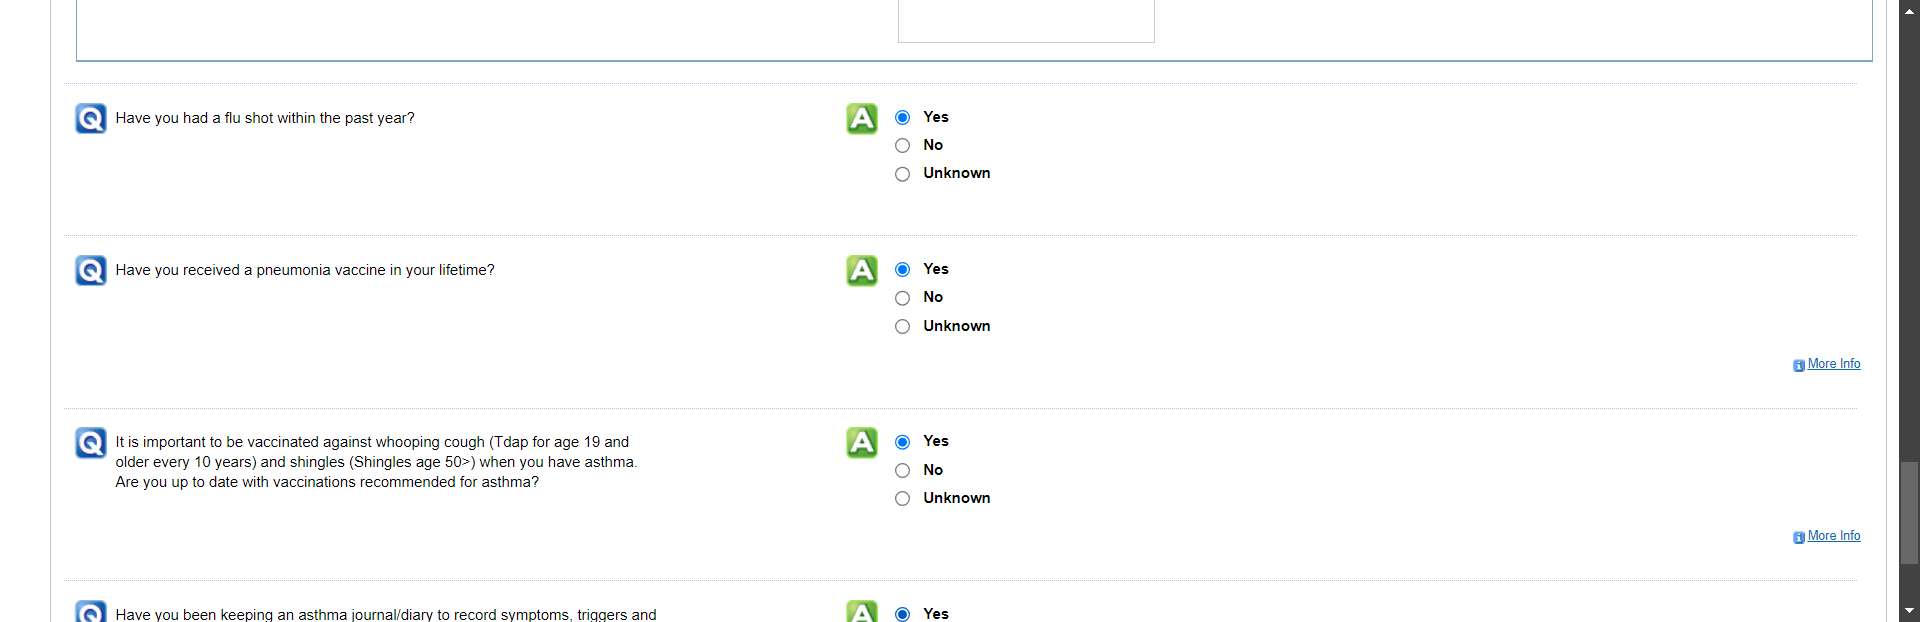 Q Have you had a flu shot within the past year?
A Yes
No
Unknown
Q Have you received a pneumonia vaccine in your lifetime?
A Yes
No
Unknown
i More Info
Q It is important to be vaccinated against whooping cough (Tdap for age 19 and
older every 10 years) and shingles (Shingles age 50>) when you have asthma.
Are you up to date with vaccinations recommended for asthma?
A Yes
No
Unknown
i More Info
Q Have you been keeping an asthma journal/diary to record symptoms, triggers and
A Yes